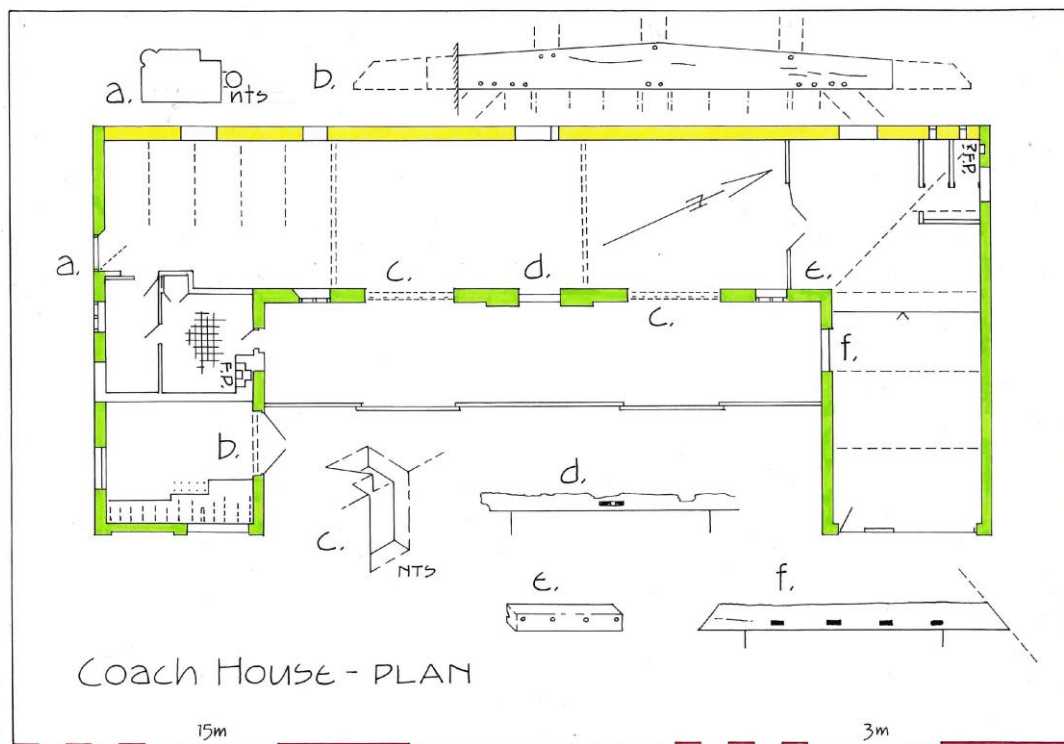 a.
nts
b.
?F.P.
N
a.
c.
d.
e.
c.
f.
F.P.
b.
c.
NTS
d.
e.
f.
Coach House - PLAN
15m
3m